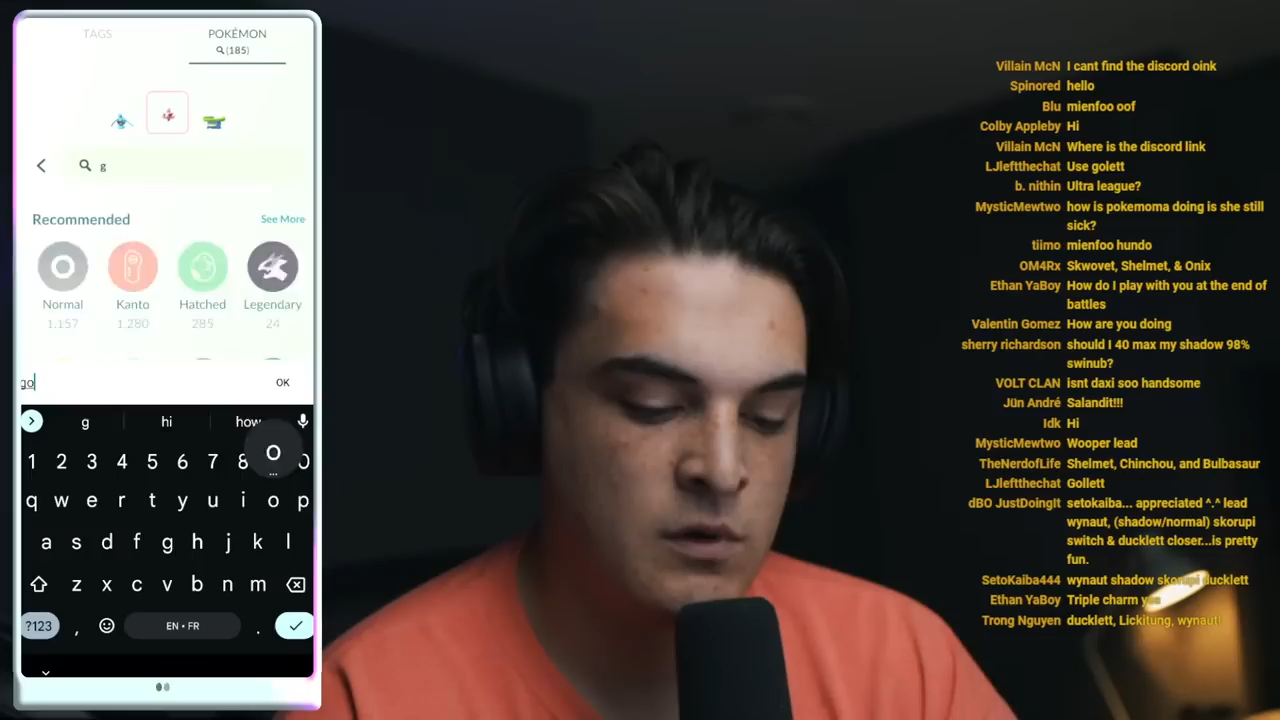 TAGS
POKÉMON
(185)
g
Recommended
See More
Normal
Kanto
Hatched
Legendary
1.157
1.280
285
24
go
OK
g
hi
how
o
...
1 2 3 4 5 6 7 8 0
q w e r t y u i o p
a s d f g h j k l
z x c v b n m
?123 , EN • FR .
Villain McN I cant find the discord oink
Spinored hello
Blu mienfoo oof
Colby Appleby Hi
Villain McN Where is the discord link
LJleftthechat Use golett
b. nithin Ultra league?
MysticMewtwo how is pokemoma doing is she still
sick?
tiimo mienfoo hundo
OM4Rx Skwovet, Shelmet, & Onix
Ethan YaBoy How do I play with you at the end of
battles
Valentin Gomez How are you doing
sherry richardson should I 40 max my shadow 98%
swinub?
VOLT CLAN isnt daxi soo handsome
Jün André Salandit!!!
Idk Hi
MysticMewtwo Wooper lead
TheNerdofLife Shelmet, Chinchou, and Bulbasaur
LJleftthechat Gollett
dBO JustDoingIt setokaiba... appreciated ^.^ lead
wynaut, (shadow/normal) skorupi
switch & ducklett closer...is pretty
fun.
SetoKaiba444 wynaut shadow skorupi ducklett
Ethan YaBoy Triple charm yes
Trong Nguyen ducklett, Lickitung, wynaut!